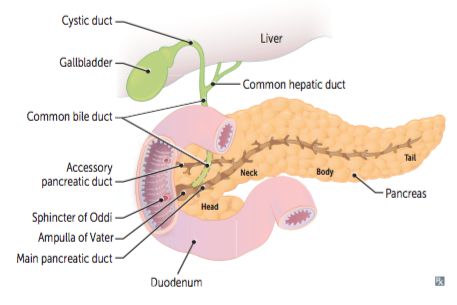 Cystic duct
Liver
Gallbladder
Common hepatic duct
Common bile duct
Tail
Accessory
pancreatic duct
Neck
Body
Pancreas
Head
Sphincter of Oddi
Ampulla of Vater
Main pancreatic duct
Duodenum